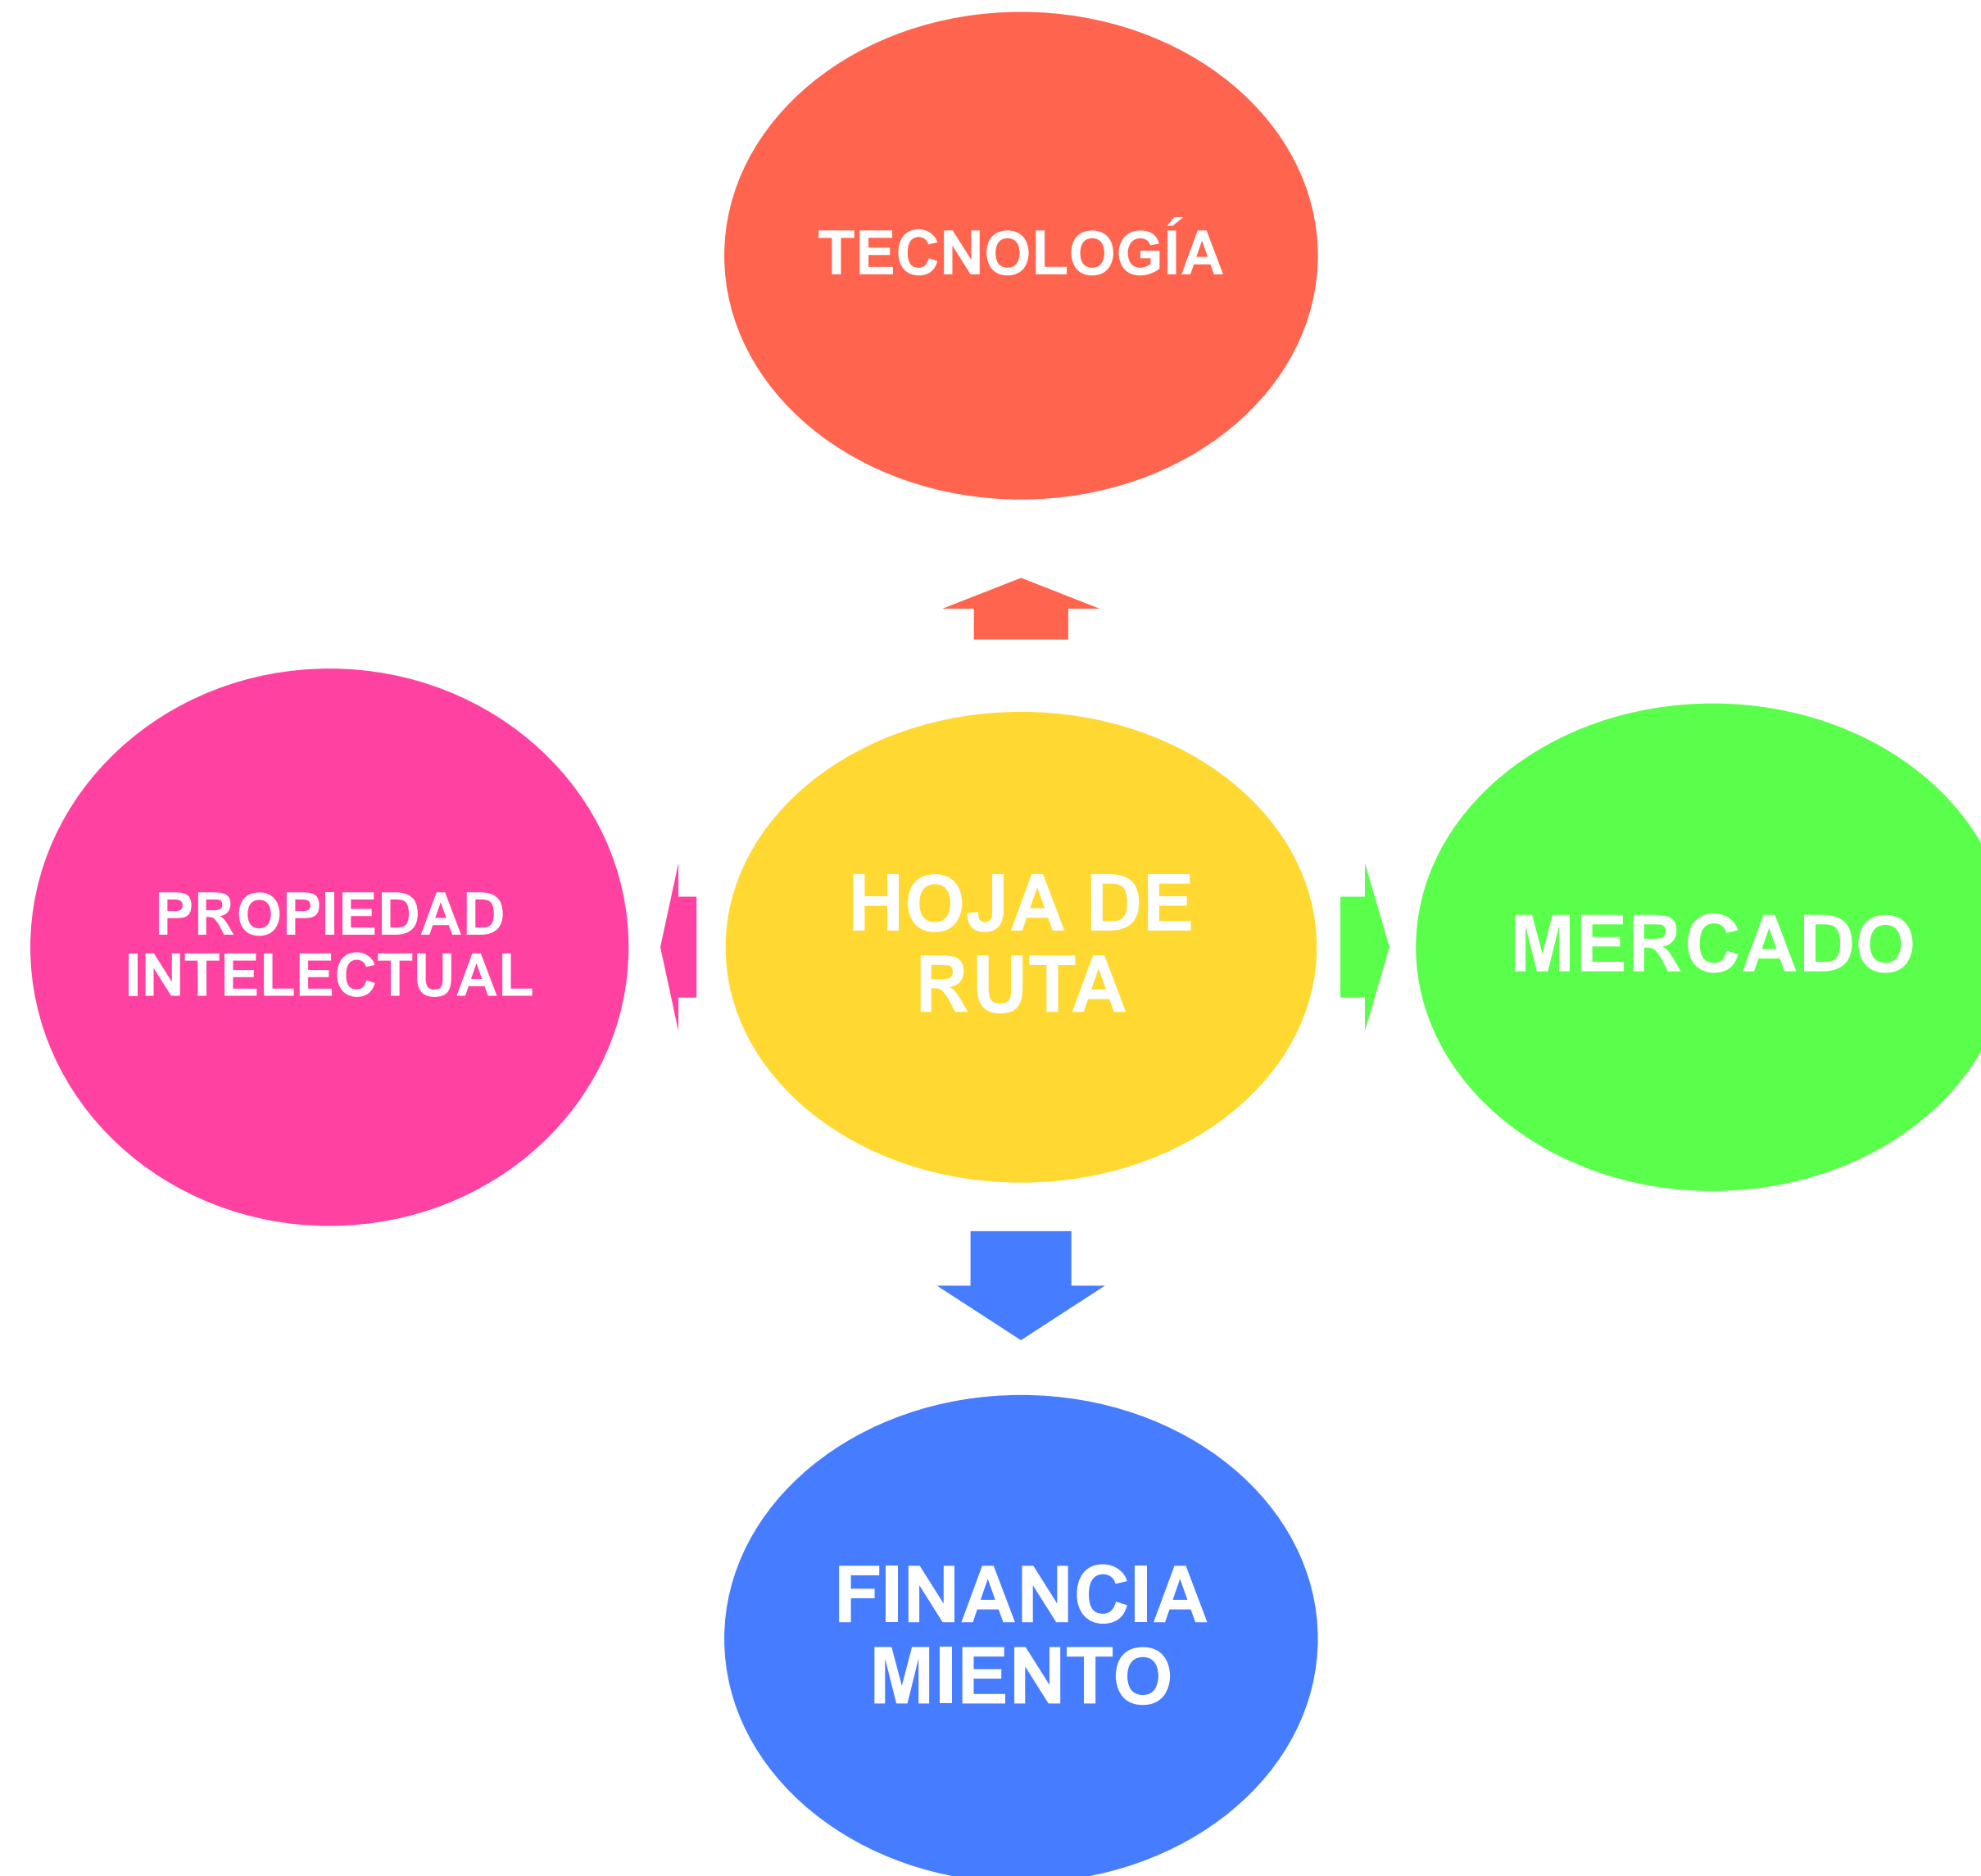 TECNOLOGÍA
PROPIEDAD
INTELECTUAL
HOJA DE
RUTA
MERCADO
FINANCIA
MIENTO